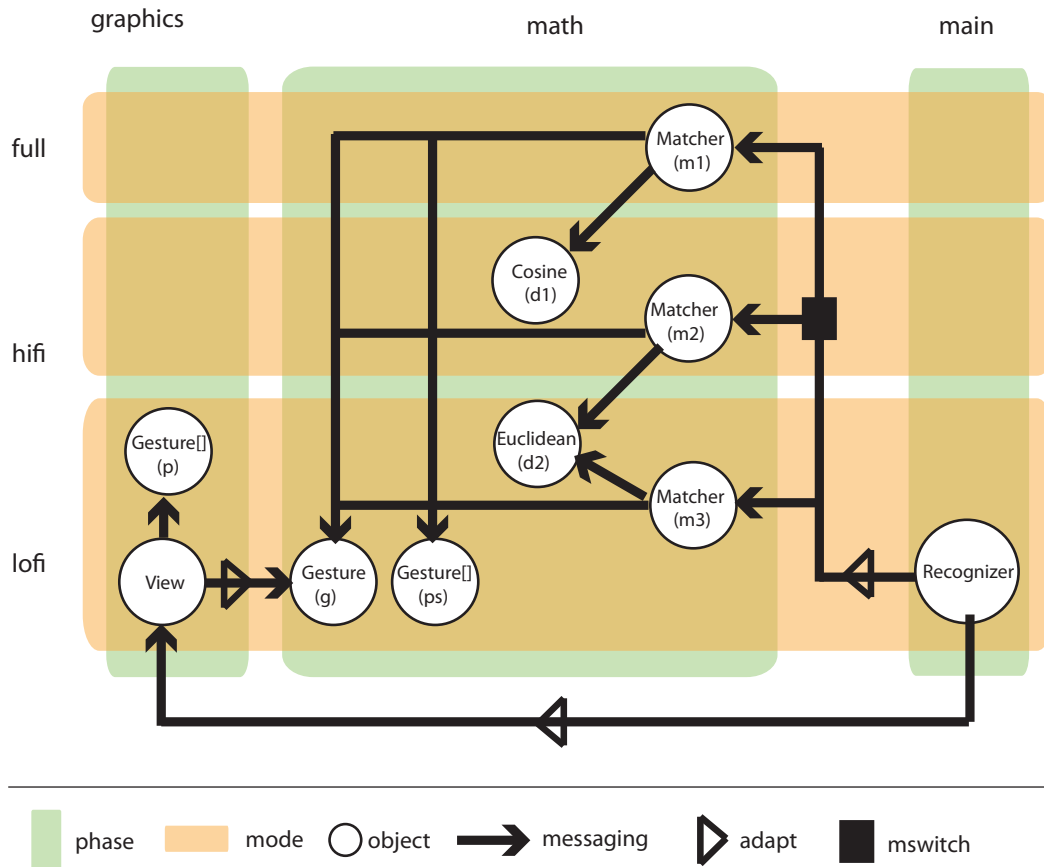 graphics
math
main
full
Matcher
(m1)
Cosine
(d1)
hifi
Matcher
(m2)
Gesture[]
(p)
Euclidean
(d2)
Matcher
(m3)
lofi
View
Gesture
(g)
Gesture[]
(ps)
Recognizer
phase
mode
object
messaging
adapt
mswitch